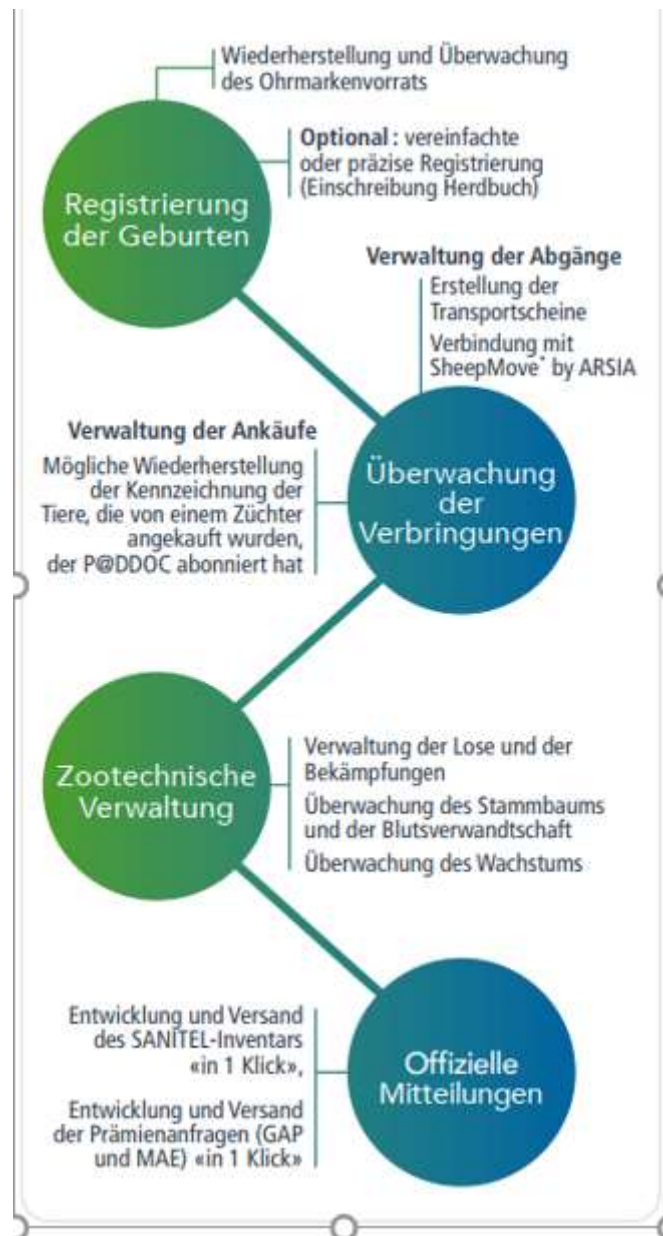 Wiederherstellung und Überwachung
des Ohrmarkenvorrats
Optional : vereinfachte
oder präzise Registrierung
(Einschreibung Herdbuch)
Registrierung
der Geburten
Verwaltung der Abgänge
Erstellung der
Transportscheine
Verbindung mit
SheepMove* by ARSIA
Verwaltung der Ankäufe
Mögliche Wiederherstellung
der Kennzeichnung der
Tiere, die von einem Züchter
angekauft wurden,
der P@DDOC abonniert hat
Überwachung
der
Verbringungen
Zootechnische
Verwaltung
Verwaltung der Lose und der
Bekämpfungen
Überwachung des Stammbaums
und der Blutsverwandtschaft
Überwachung des Wachstums
Entwicklung und Versand
des SANITEL-Inventars
«in 1 Klick»,
Entwicklung und Versand
der Prämienanfragen (GAP
und MAE) «in 1 Klick»
Offizielle
Mitteilungen